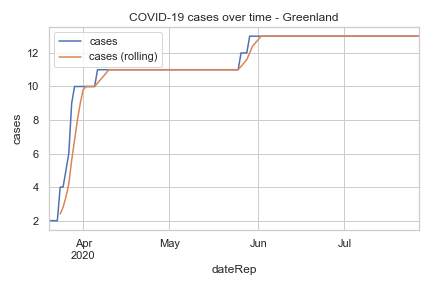 COVID-19 cases over time - Greenland
cases
cases (rolling)
12
10
8
6
4
2
cases
Apr
2020
May
Jun
Jul
dateRep